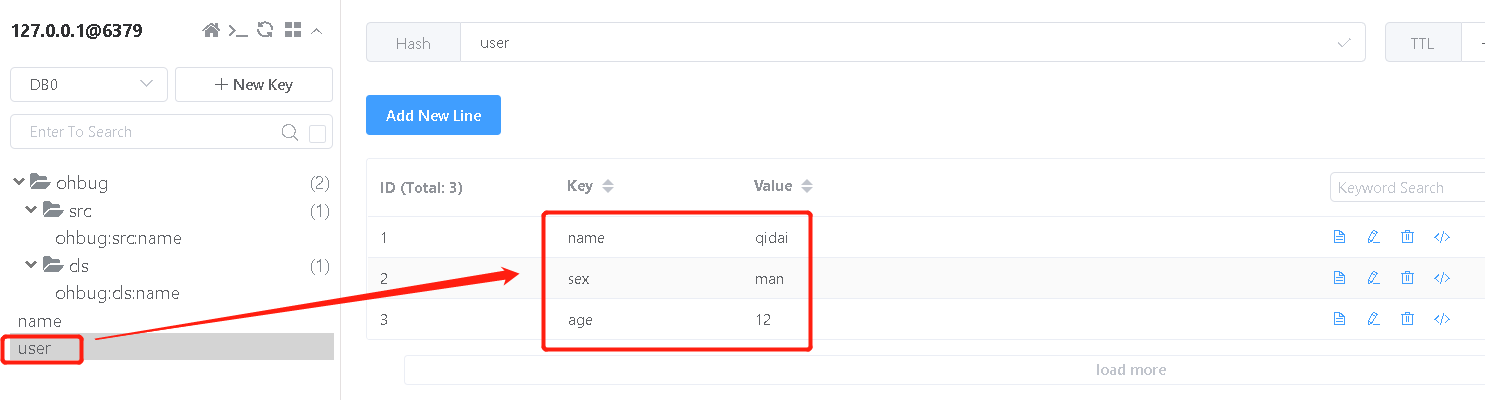 127.0.0.1@6379
DB0
+ New Key
Enter To Search
ohbug (2)
src (1)
ohbug:src:name
cls (1)
ohbug:cls:name
name
user
Hash user TTL
Add New Line
ID (Total: 3) Key Value Keyword Search
1 name qidai
2 sex man
3 age 12
load more